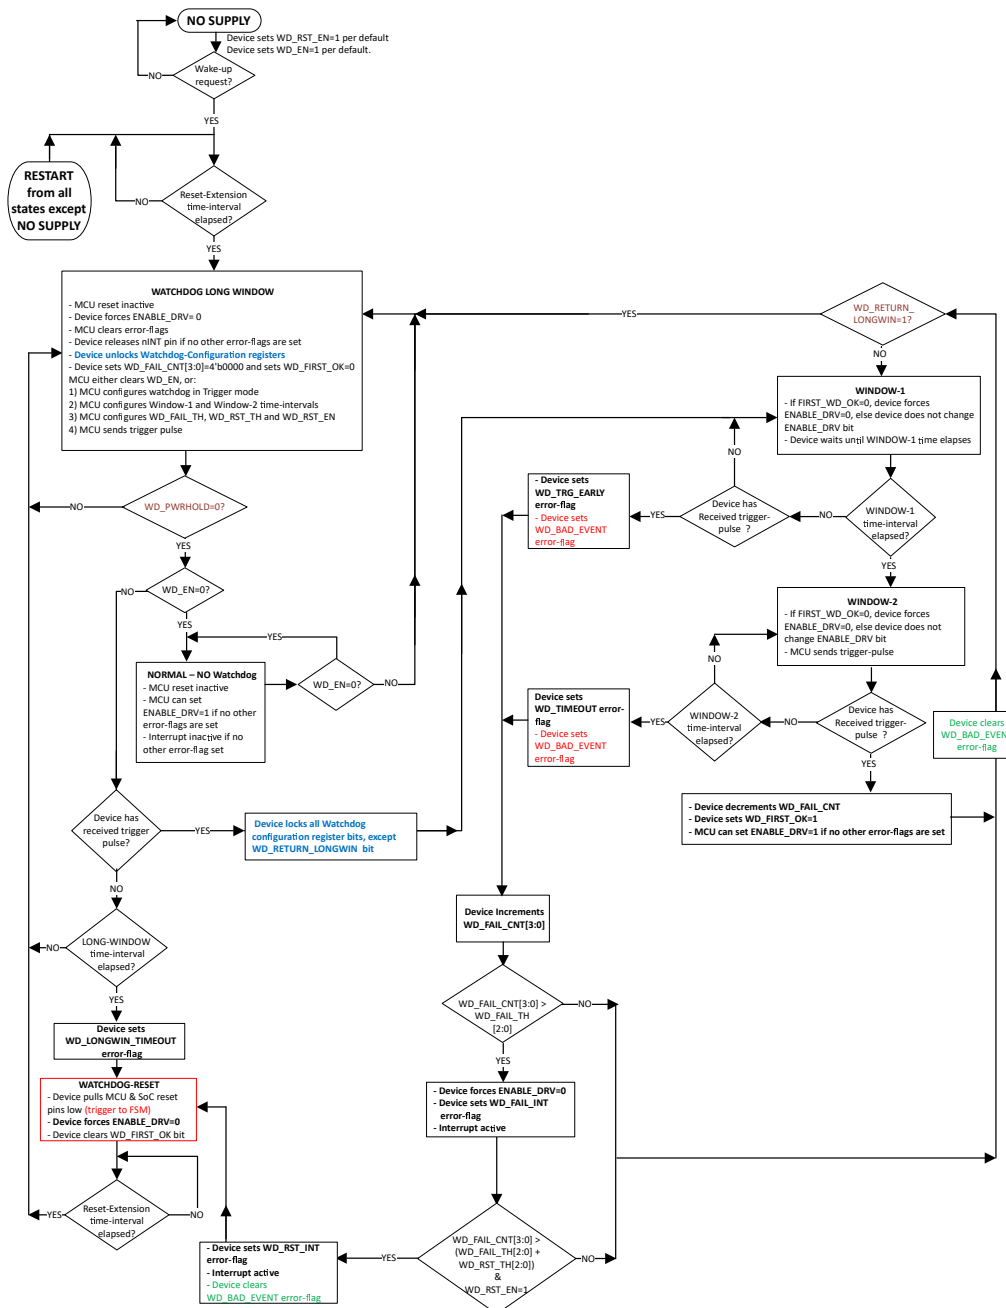 NO SUPPLY
Device sets WD_RST_EN=1 per default
Device sets WD_EN=1 per default.
Wake-up
request?
NO
YES
RESTART
from all
states except
NO SUPPLY
Reset-Extension
time-interval
elapsed?
NO
YES
WATCHDOG LONG WINDOW
- MCU reset inactive
- Device forces ENABLE_DRV= 0
- MCU clears error-flags
- Device releases nINT pin if no other error-flags are set
- Device unlocks Watchdog-Configuration registers
- Device sets WD_FAIL_CNT[3:0]=4'b0000 and sets WD_FIRST_OK=0
MCU either clears WD_EN, or:
1) MCU configures watchdog in Trigger mode
2) MCU configures Window-1 and Window-2 time-intervals
3) MCU configures WD_FAIL_TH, WD_RST_TH and WD_RST_EN
4) MCU sends trigger pulse
YES
WD_RETURN_
LONGWIN=1?
NO
WINDOW-1
- If FIRST_WD_OK=0, device forces
ENABLE_DRV=0, else device does not change
ENABLE_DRV bit
- Device waits until WINDOW-1 time elapses
NO
WD_PWRHOLD=0?
NO
YES
- Device sets
WD_TRG_EARLY
error-flag
- Device sets
WD_BAD_EVENT
error-flag
YES
Device has
Received trigger-
pulse ?
NO
WINDOW-1
time-interval
elapsed?
YES
WD_EN=0?
NO
YES
YES
WINDOW-2
- If FIRST_WD_OK=0, device forces
ENABLE_DRV=0, else device does not
change ENABLE_DRV bit
- MCU sends trigger-pulse
NO
NORMAL – NO Watchdog
- MCU reset inactive
- MCU can set
ENABLE_DRV=1 if no other
error-flags are set
- Interrupt inactive if no
other error-flag set
WD_EN=0?
NO
Device sets
WD_TIMEOUT error-
flag
- Device sets
WD_BAD_EVENT
error-flag
YES
WINDOW-2
time-interval
elapsed?
NO
Device has
Received trigger-
pulse ?
YES
Device clears
WD_BAD_EVENT
error-flag
- Device decrements WD_FAIL_CNT
- Device sets WD_FIRST_OK=1
- MCU can set ENABLE_DRV=1 if no other error-flags are set
Device has
received trigger
pulse?
YES
Device locks all Watchdog
configuration register bits, except
WD_RETURN_LONGWIN bit
NO
Device Increments
WD_FAIL_CNT[3:0]
LONG-WINDOW
time-interval
elapsed?
NO
YES
WD_FAIL_CNT[3:0] >
WD_FAIL_TH
[2:0]
NO
YES
Device sets
WD_LONGWIN_TIMEOUT
error-flag
WATCHDOG-RESET
- Device pulls MCU & SoC reset
pins low (trigger to FSM)
- Device forces ENABLE_DRV=0
- Device clears WD_FIRST_OK bit
- Device forces ENABLE_DRV=0
- Device sets WD_FAIL_INT
error-flag
- Interrupt active
Reset-Extension
time-interval
elapsed?
YES
NO
- Device sets WD_RST_INT
error-flag
- Interrupt active
- Device clears
WD_BAD_EVENT error-flag
YES
WD_FAIL_CNT[3:0] >
(WD_FAIL_TH[2:0] +
WD_RST_TH[2:0])
&
WD_RST_EN=1
NO